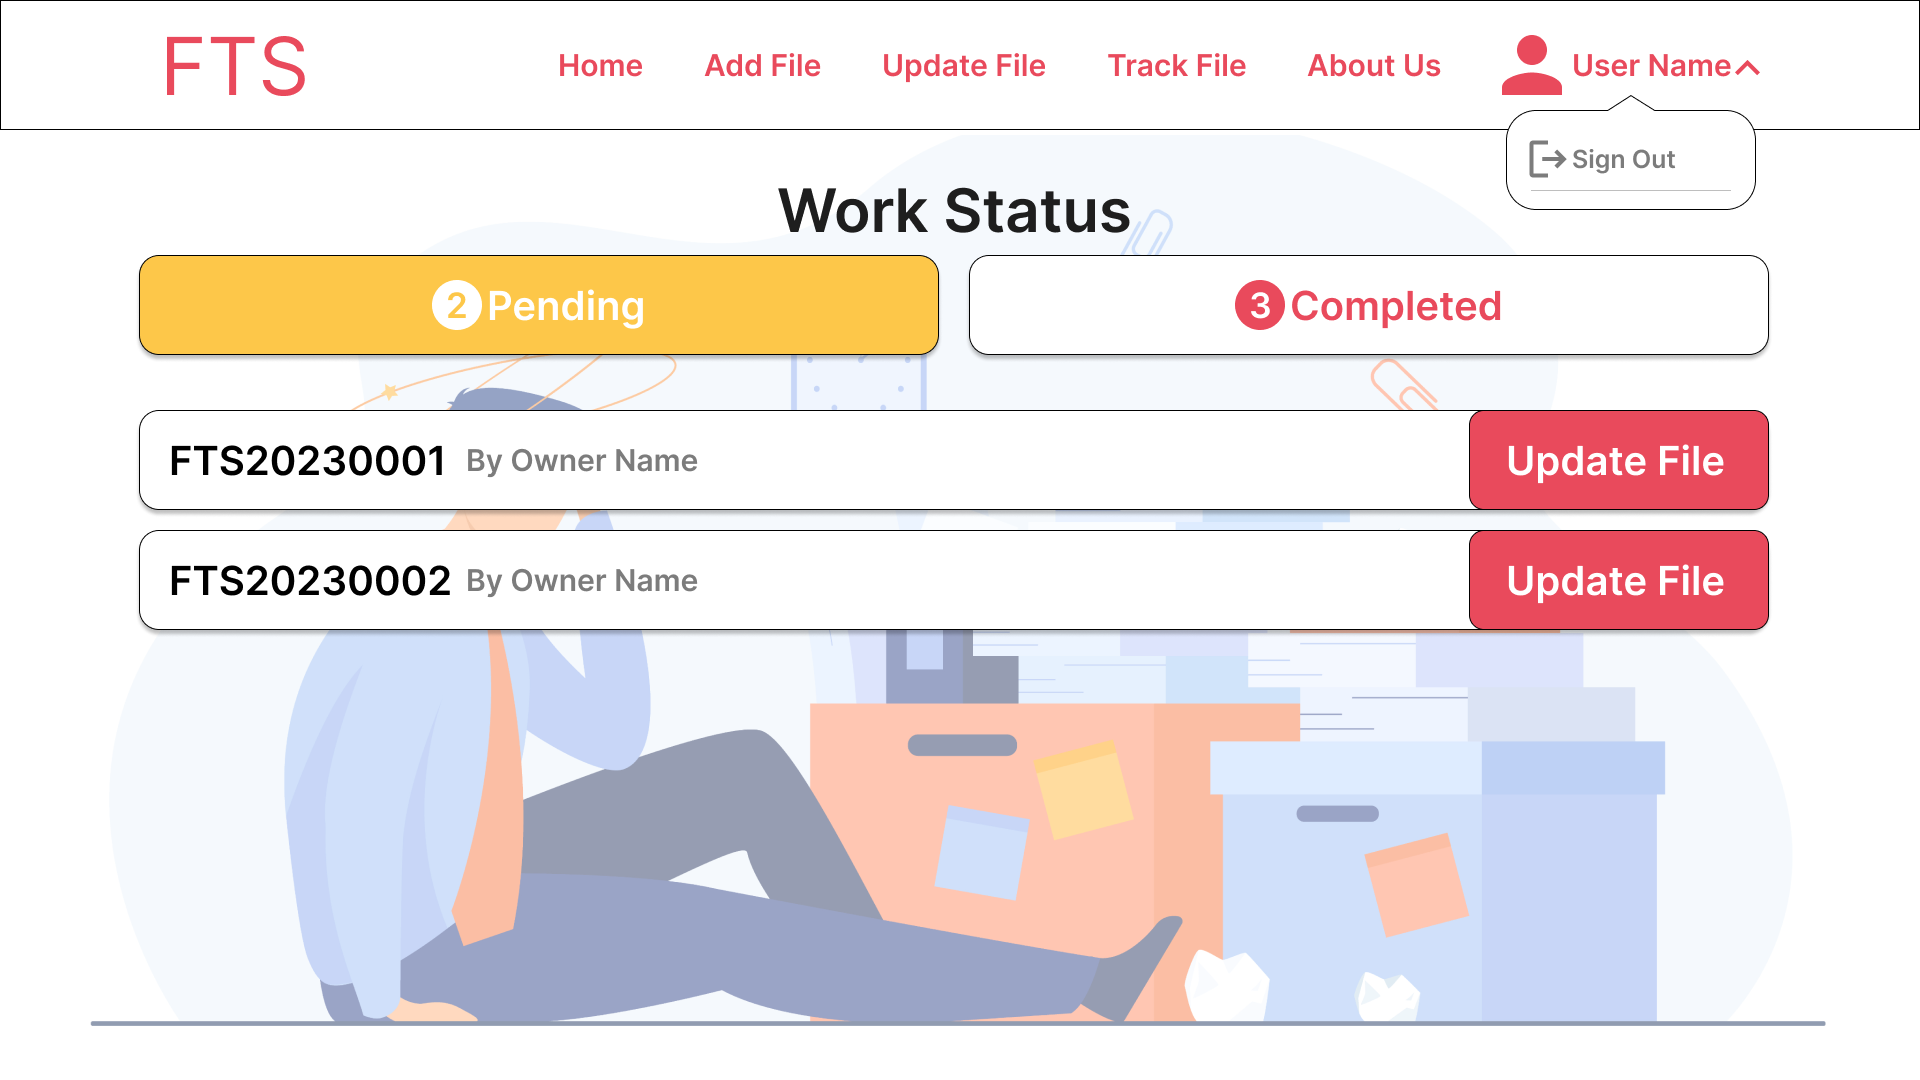 FTS Home Add File Update File Track File About Us User Name
Sign Out
Work Status
2 Pending 3 Completed
FTS20230001 By Owner Name Update File
FTS20230002 By Owner Name Update File